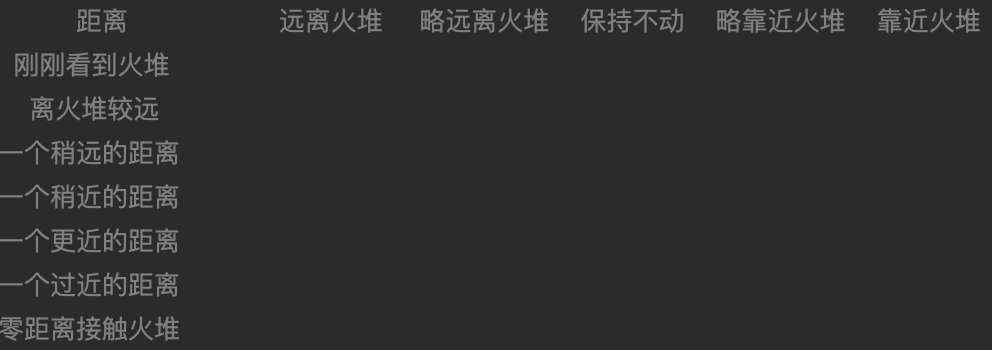 距离 远离火堆 略远离火堆 保持不动 略靠近火堆 靠近火堆
刚刚看到火堆
离火堆较远
一个稍远的距离
一个稍近的距离
一个更近的距离
一个过近的距离
零距离接触火堆